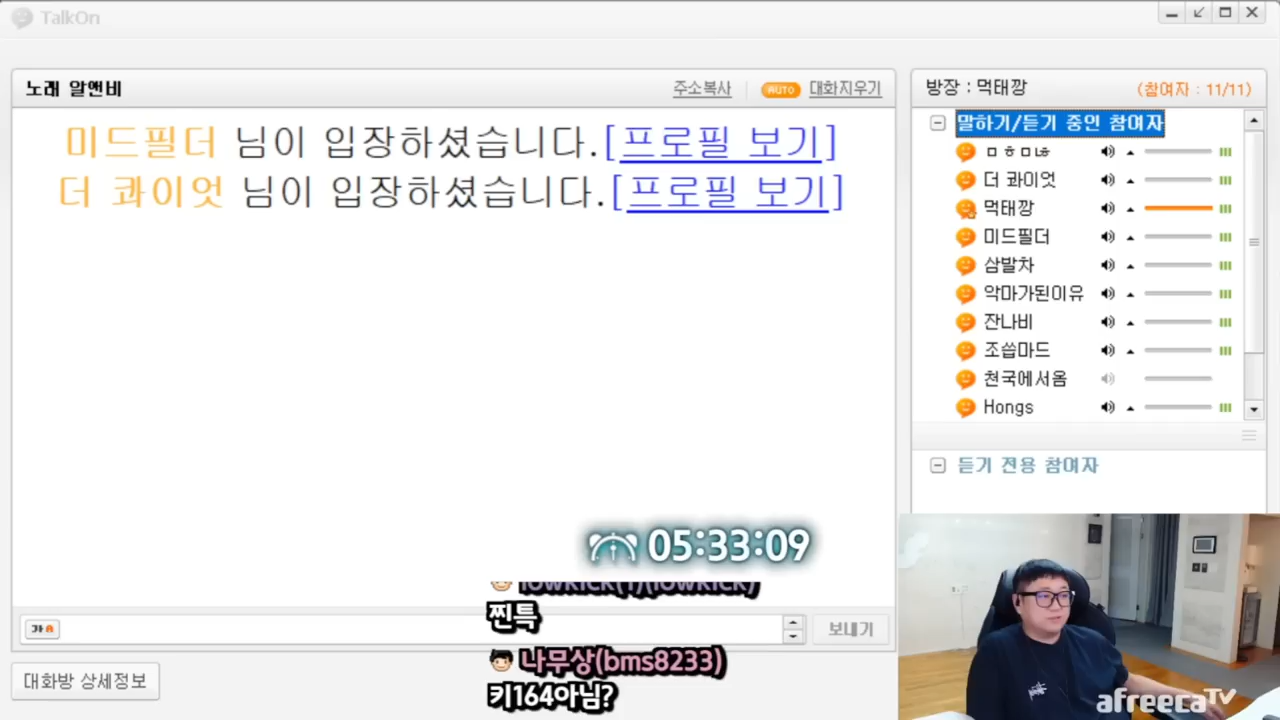 TalkOn
노래 알앤비
주소복사
AUTO
대화지우기
미드필더 님이 입장하셨습니다.[프로필 보기]
더 콰이엇 님이 입장하셨습니다.[프로필 보기]
방장 : 먹태깡
(참여자 : 11/11)
말하기/듣기 중인 참여자
ㅁㅎㅁㄶ
더 콰이엇
먹태깡
미드필더
삼발차
악마가된이유
잔나비
조씁마드
천국에서옴
Hongs
듣기 전용 참여자
05:33:09
lowkick(1)(lowkick)
찐특
나무상(bms8233)
키164아님?
가
보내기
대화방 상세정보
afreecaTV